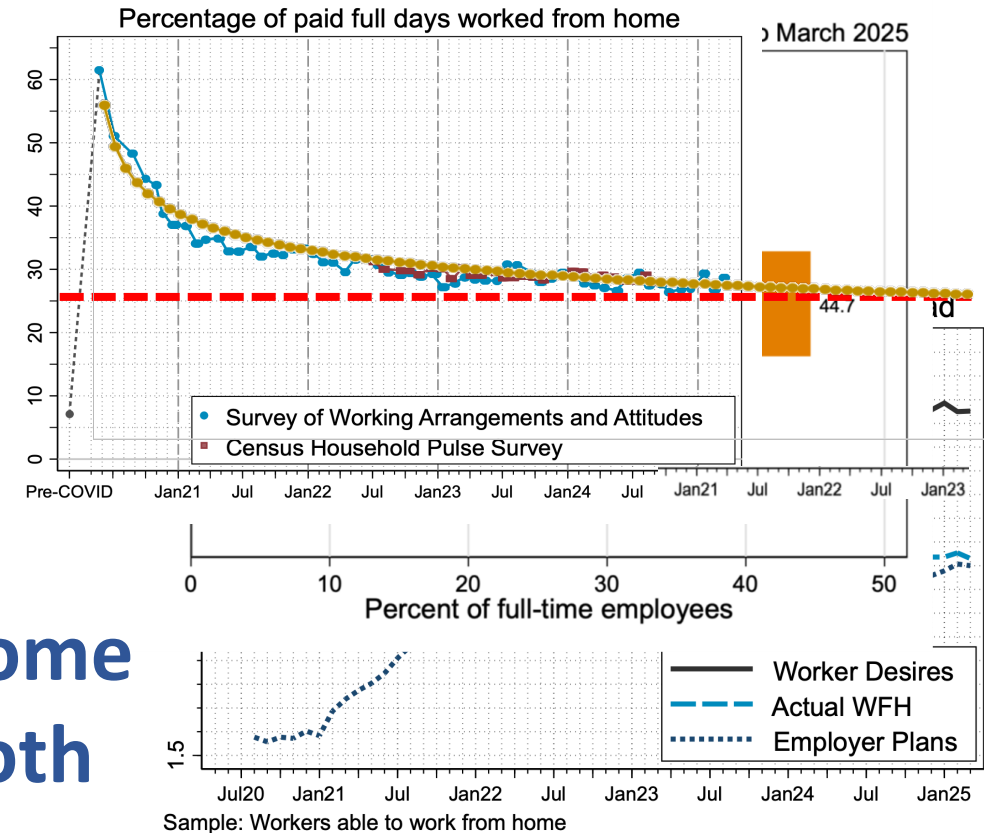 Percentage of paid full days worked from home
o March 2025
60
50
40
30
20
10
0
44.7
ad
Survey of Working Arrangements and Attitudes
Census Household Pulse Survey
Pre-COVID Jan21 Jul Jan22 Jul Jan23 Jul Jan24 Jul Jan21 Jul Jan22 Jul Jan23
0 10 20 30 40 50
Percent of full-time employees
ome
oth
Worker Desires
Actual WFH
Employer Plans
1.5
Jul20 Jan21 Jul Jan22 Jul Jan23 Jul Jan24 Jul Jan25
Sample: Workers able to work from home